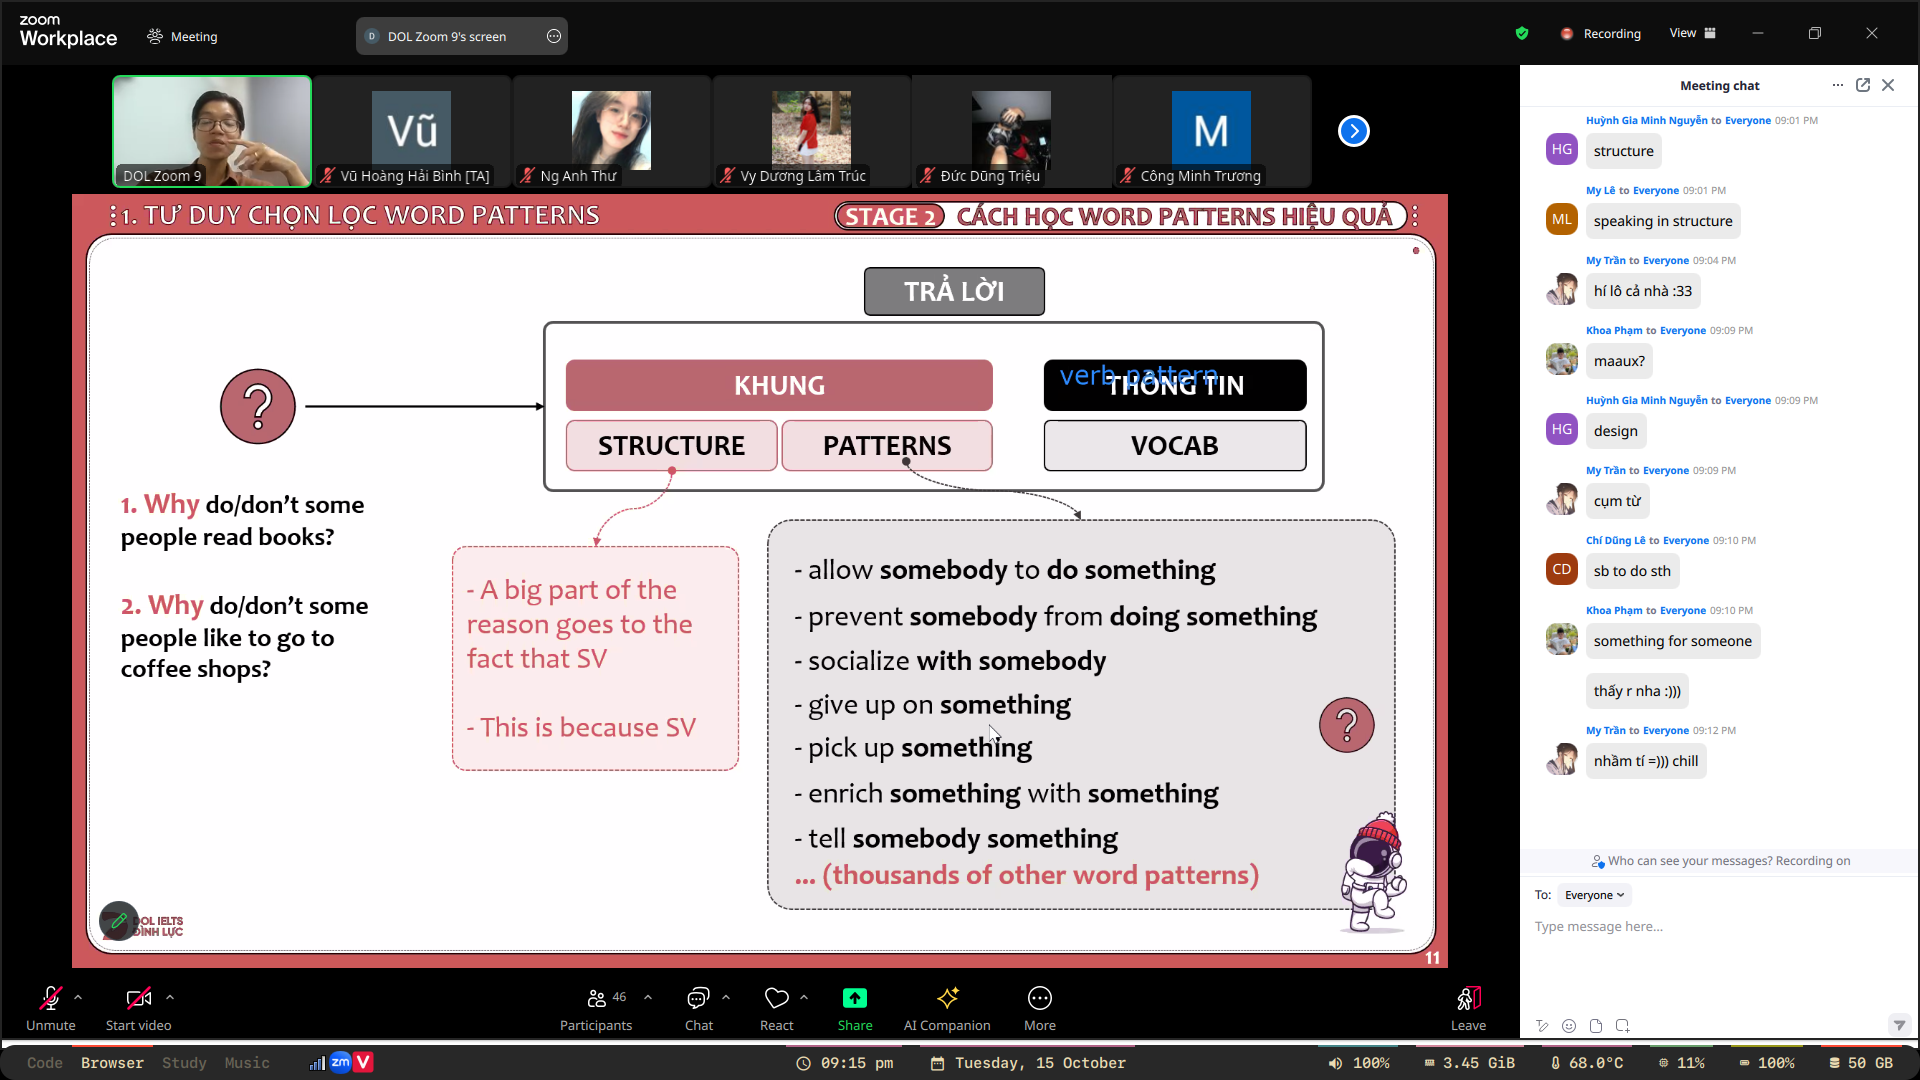 zoom
Workplace
Meeting
D DOL Zoom 9's screen
Recording
View
DOL Zoom 9
Vũ
Vũ Hoàng Hải Bình [TA]
Ng Anh Thư
Vy Dương Lâm Trúc
Đức Dũng Triệu
M
Công Minh Trương
1. TƯ DUY CHỌN LỌC WORD PATTERNS
STAGE 2 CÁCH HỌC WORD PATTERNS HIỆU QUẢ
TRẢ LỜI
KHUNG
verb pattern
THÔNG TIN
STRUCTURE
PATTERNS
VOCAB
?
1. Why do/don't some
people read books?
2. Why do/don't some
people like to go to
coffee shops?
- A big part of the
reason goes to the
fact that SV
- This is because SV
- allow somebody to do something
- prevent somebody from doing something
- socialize with somebody
- give up on something
- pick up something
- enrich something with something
- tell somebody something
... (thousands of other word patterns)
?
DOL IELTS
ĐÌNH LỰC
11
Meeting chat
Huỳnh Gia Minh Nguyễn to Everyone 09:01 PM
HG
structure
My Lê to Everyone 09:01 PM
ML
speaking in structure
My Trần to Everyone 09:04 PM
hí lô cả nhà :33
Khoa Phạm to Everyone 09:09 PM
maaux?
Huỳnh Gia Minh Nguyễn to Everyone 09:09 PM
HG
design
My Trần to Everyone 09:09 PM
cụm từ
Chí Dũng Lê to Everyone 09:10 PM
CD
sb to do sth
Khoa Phạm to Everyone 09:10 PM
something for someone
thấy r nha :)))
My Trần to Everyone 09:12 PM
nhầm tí =))) chill
Who can see your messages? Recording on
To: Everyone
Type message here...
Unmute
Start video
46
Participants
Chat
React
Share
AI Companion
More
Leave
Code Browser Study Music
zm
V
09:15 pm
Tuesday, 15 October
100%
3.45 GiB
68.0°C
11%
100%
50 GB